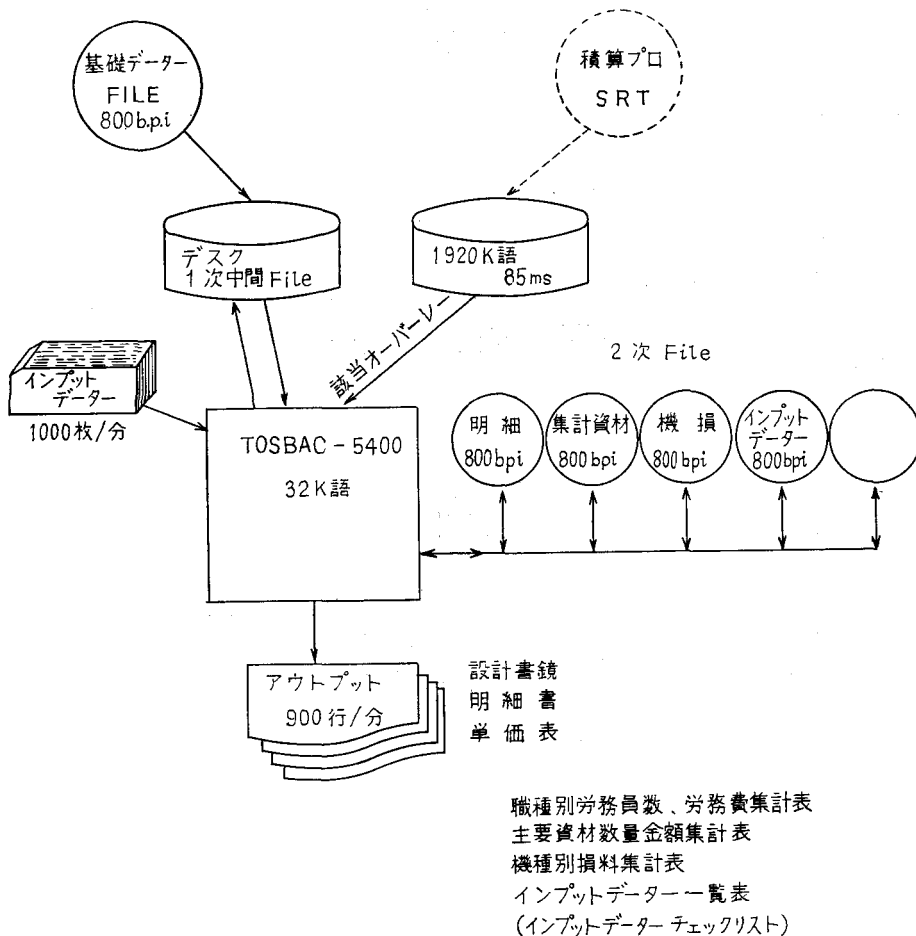 基礎データー
FILE
800b.p.i
積算プロ
SRT
デスク
1次中間File
1920K語
85ms
該当オーバーレー
インプット
データー
1000枚/分
TOSBAC-5400
32K語
2次 File
明細
800bpi
集計資材
800bpi
機損
800bpi
インプット
データー
800bpi
アウトプット
900行/分
設計書鏡
明細書
単価表
職種別労務員数、労務費集計表
主要資材数量金額集計表
機種別損料集計表
インプットデーター一覧表
(インプットデーターチェックリスト)